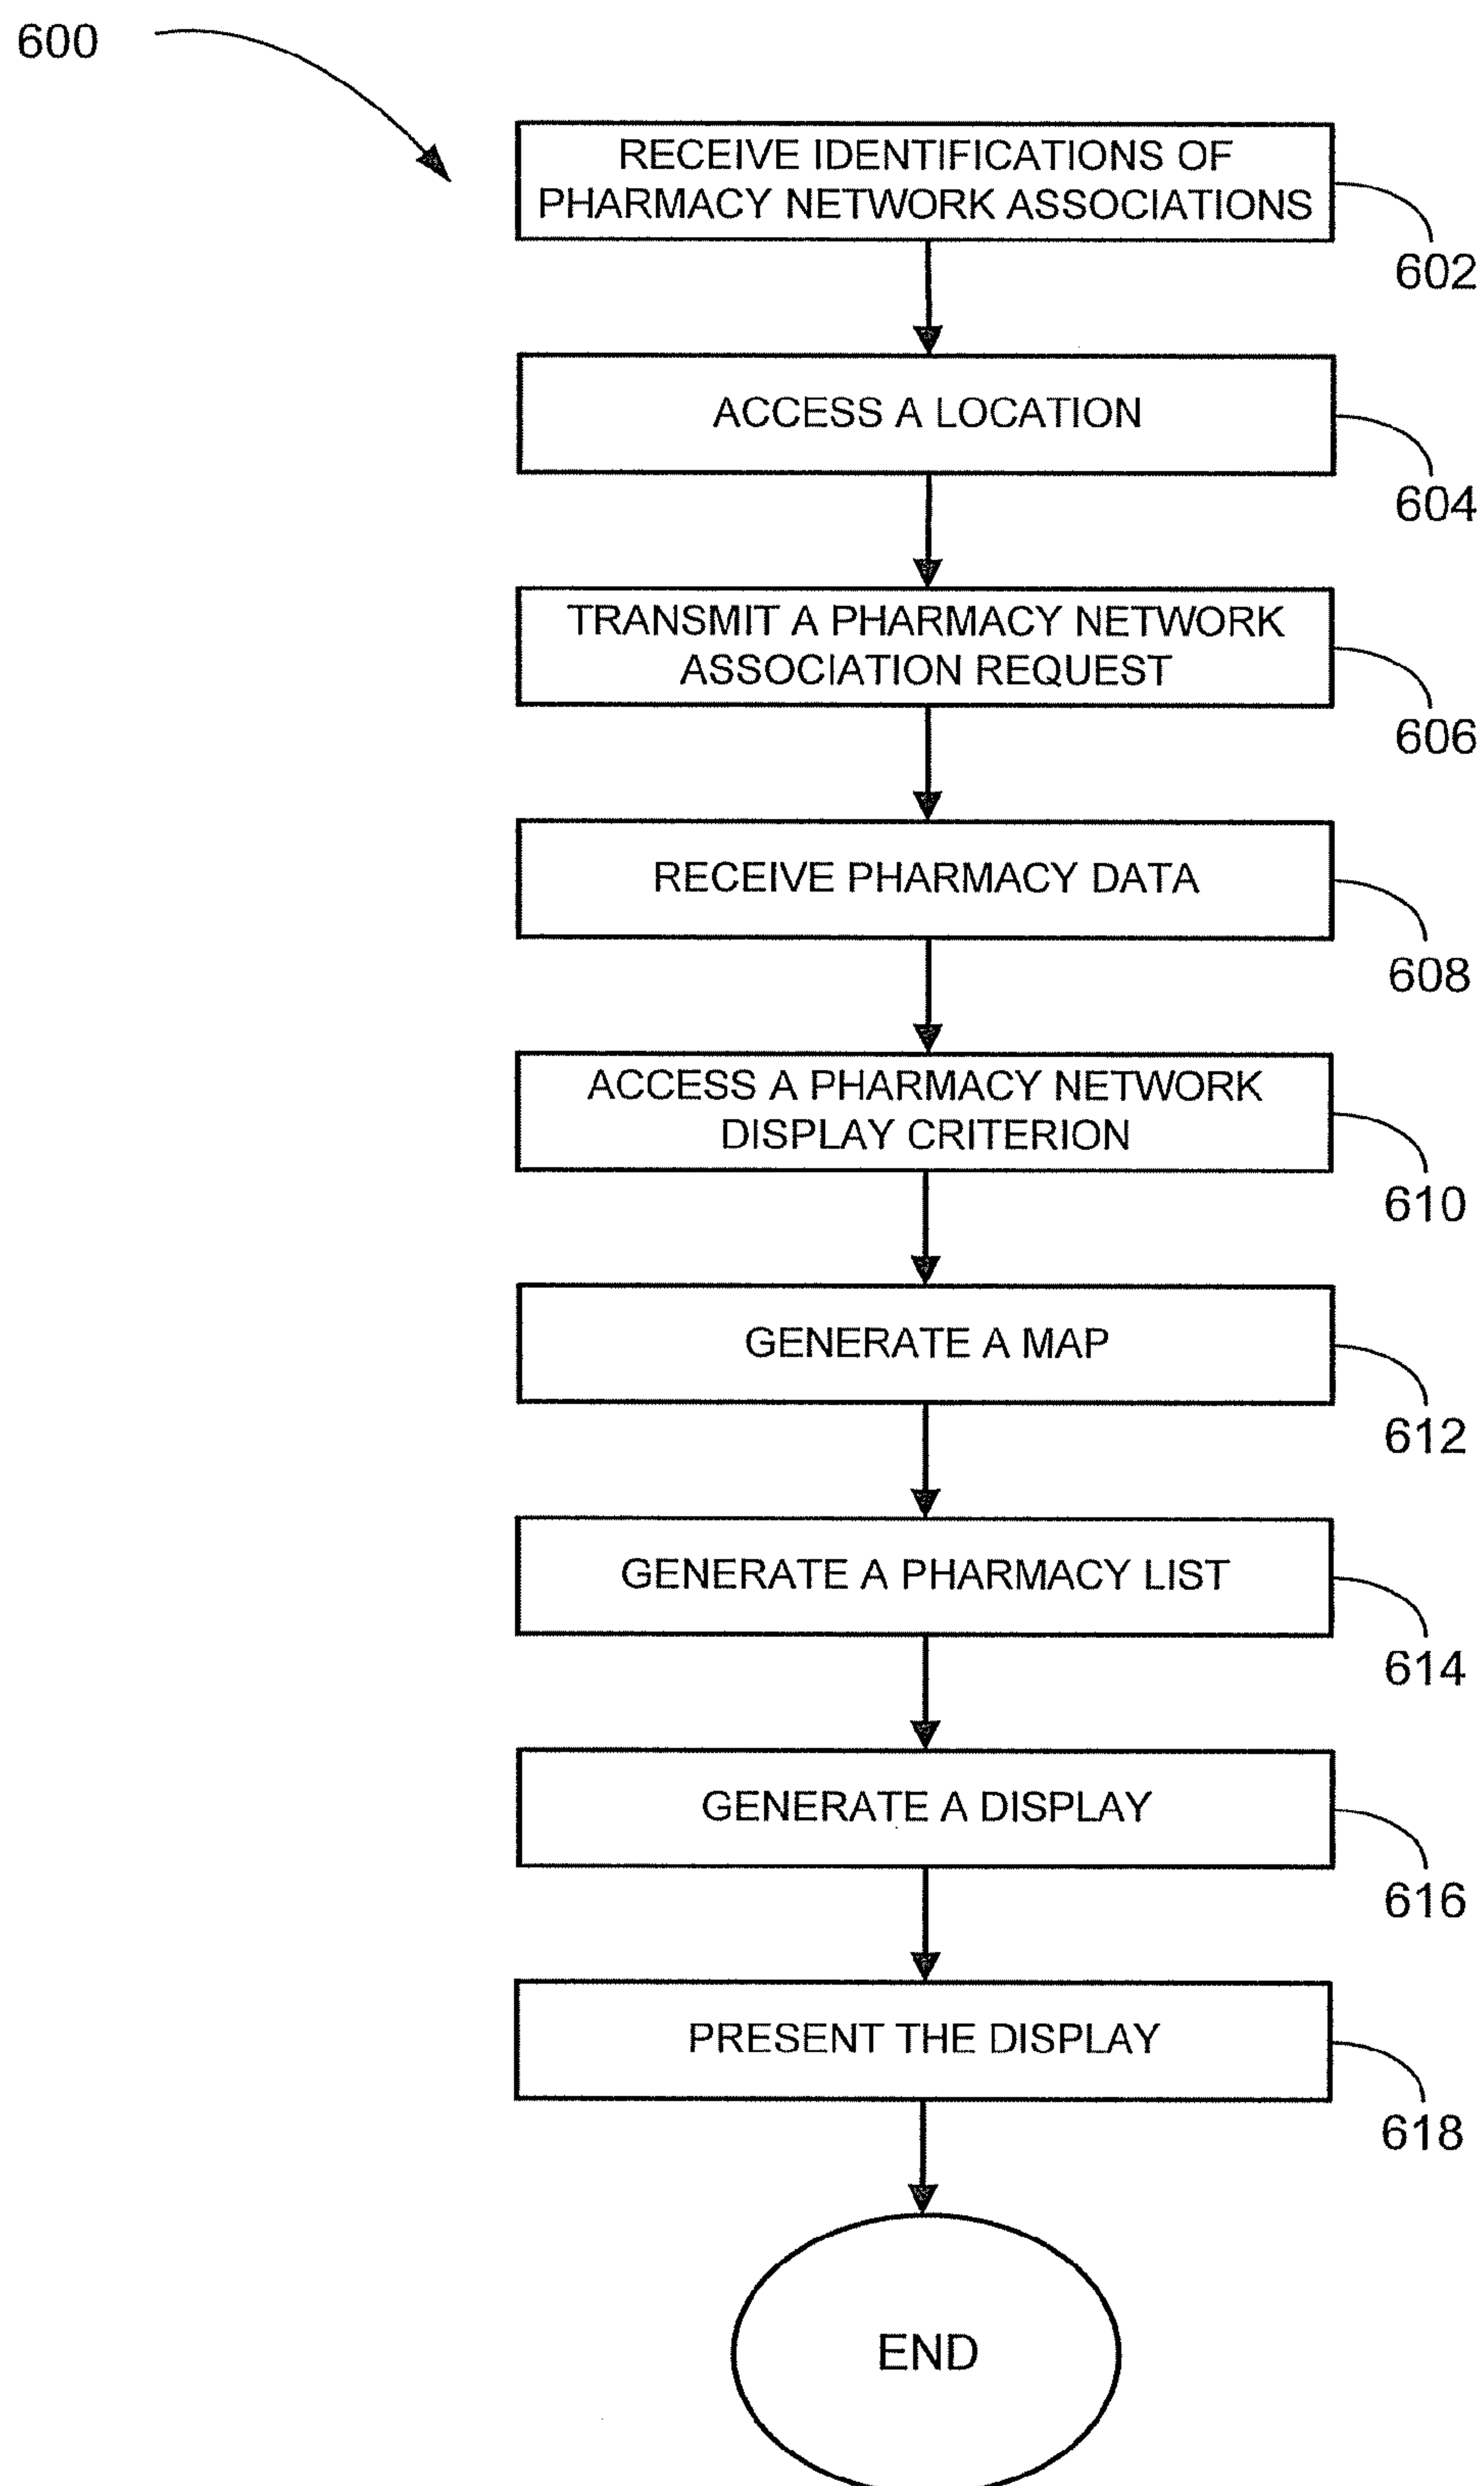 600
RECEIVE IDENTIFICATIONS OF
PHARMACY NETWORK ASSOCIATIONS
602
ACCESS A LOCATION
604
TRANSMIT A PHARMACY NETWORK
ASSOCIATION REQUEST
606
RECEIVE PHARMACY DATA
608
ACCESS A PHARMACY NETWORK
DISPLAY CRITERION
610
GENERATE A MAP
612
GENERATE A PHARMACY LIST
614
GENERATE A DISPLAY
616
PRESENT THE DISPLAY
618
END